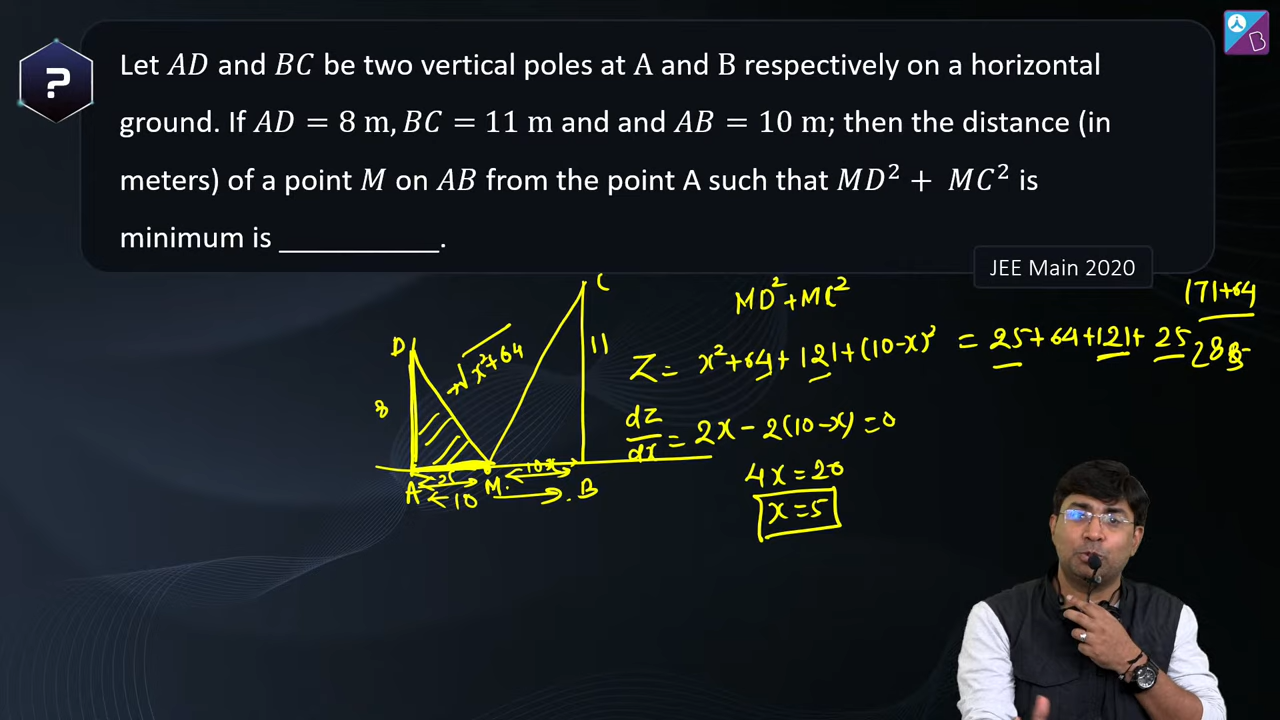 ?
Let AD and BC be two vertical poles at A and B respectively on a horizontal
ground. If AD = 8 m, BC = 11 m and and AB = 10 m; then the distance (in
meters) of a point M on AB from the point A such that MD² + MC² is
minimum is __________.
JEE Main 2020
B
171+64
C
MD²+MC²
D
√x²+64
11
Z = x²+64+121+(10-x)² = 25+64+121+25
8
dZ/dx = 2x-2(10-x)=0
4x=20
x
10-x
A
M
B
10
x=5